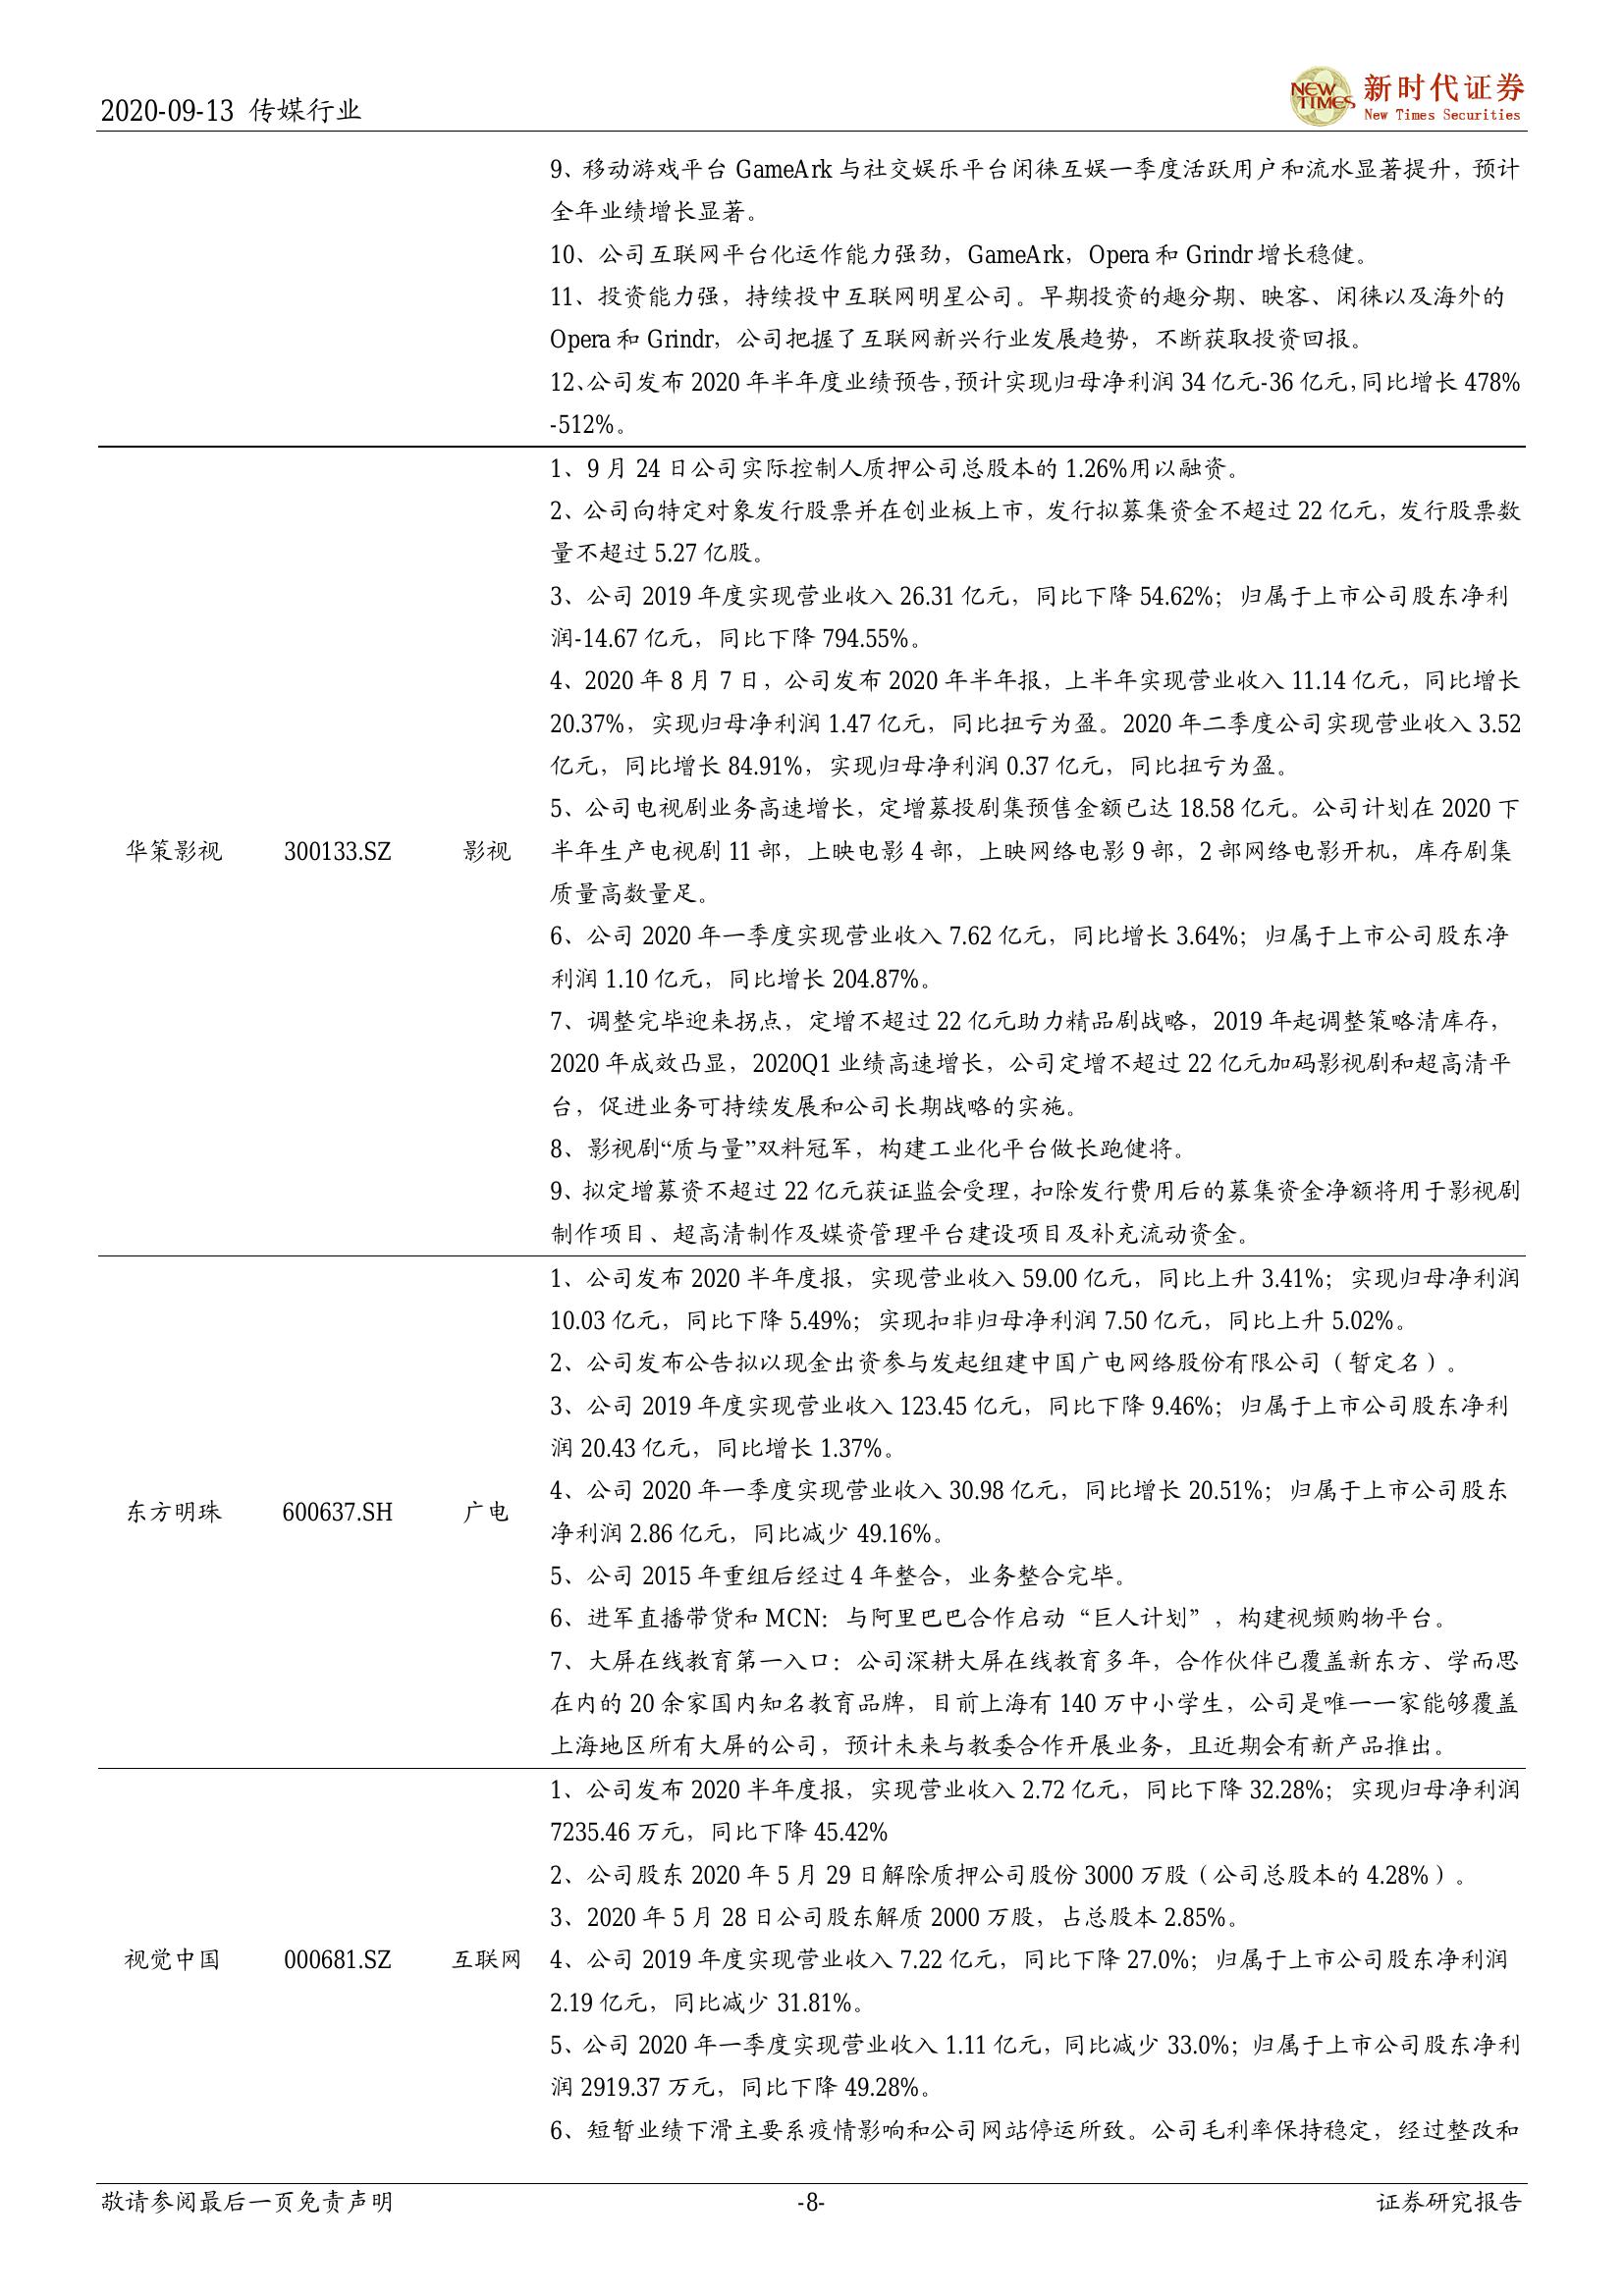 2020-09-13 传媒行业
NEW TIMES
新时代证券
New Times Securities
9、移动游戏平台 GameArk 与社交娱乐平台闲徕互娱一季度活跃用户和流水显著提升，预计
全年业绩增长显著。
10、公司互联网平台化运作能力强劲，GameArk，Opera 和 Grindr 增长稳健。
11、投资能力强，持续投中互联网明星公司。早期投资的趣分期、映客、闲徕以及海外的
Opera 和 Grindr，公司把握了互联网新兴行业发展趋势，不断获取投资回报。
12、公司发布 2020 年半年度业绩预告，预计实现归母净利润 34 亿元-36 亿元，同比增长 478%
-512%。
1、9 月 24 日公司实际控制人质押公司总股本的 1.26%用以融资。
2、公司向特定对象发行股票并在创业板上市，发行拟募集资金不超过 22 亿元，发行股票数
量不超过 5.27 亿股。
3、公司 2019 年度实现营业收入 26.31 亿元，同比下降 54.62%；归属于上市公司股东净利
润-14.67 亿元，同比下降 794.55%。
4、2020 年 8 月 7 日，公司发布 2020 年半年报，上半年实现营业收入 11.14 亿元，同比增长
20.37%，实现归母净利润 1.47 亿元，同比扭亏为盈。2020 年二季度公司实现营业收入 3.52
亿元，同比增长 84.91%，实现归母净利润 0.37 亿元，同比扭亏为盈。
5、公司电视剧业务高速增长，定增募投剧集预售金额已达 18.58 亿元。公司计划在 2020 下
华策影视 300133.SZ 影视 半年生产电视剧 11 部，上映电影 4 部，上映网络电影 9 部，2 部网络电影开机，库存剧集
质量高数量足。
6、公司 2020 年一季度实现营业收入 7.62 亿元，同比增长 3.64%；归属于上市公司股东净
利润 1.10 亿元，同比增长 204.87%。
7、调整完毕迎来拐点，定增不超过 22 亿元助力精品剧战略，2019 年起调整策略清库存，
2020 年成效凸显，2020Q1 业绩高速增长，公司定增不超过 22 亿元加码影视剧和超高清平
台，促进业务可持续发展和公司长期战略的实施。
8、影视剧“质与量”双料冠军，构建工业化平台做长跑健将。
9、拟定增募资不超过 22 亿元获证监会受理，扣除发行费用后的募集资金净额将用于影视剧
制作项目、超高清制作及媒资管理平台建设项目及补充流动资金。
1、公司发布 2020 半年度报，实现营业收入 59.00 亿元，同比上升 3.41%；实现归母净利润
10.03 亿元，同比下降 5.49%；实现扣非归母净利润 7.50 亿元，同比上升 5.02%。
2、公司发布公告拟以现金出资参与发起组建中国广电网络股份有限公司（暂定名）。
3、公司 2019 年度实现营业收入 123.45 亿元，同比下降 9.46%；归属于上市公司股东净利
润 20.43 亿元，同比增长 1.37%。
4、公司 2020 年一季度实现营业收入 30.98 亿元，同比增长 20.51%；归属于上市公司股东
东方明珠 600637.SH 广电
净利润 2.86 亿元，同比减少 49.16%。
5、公司 2015 年重组后经过 4 年整合，业务整合完毕。
6、进军直播带货和 MCN：与阿里巴巴合作启动“巨人计划”，构建视频购物平台。
7、大屏在线教育第一入口：公司深耕大屏在线教育多年，合作伙伴已覆盖新东方、学而思
在内的 20 余家国内知名教育品牌，目前上海有 140 万中小学生，公司是唯一一家能够覆盖
上海地区所有大屏的公司，预计未来与教委合作开展业务，且近期会有新产品推出。
1、公司发布 2020 半年度报，实现营业收入 2.72 亿元，同比下降 32.28%；实现归母净利润
7235.46 万元，同比下降 45.42%
2、公司股东 2020 年 5 月 29 日解除质押公司股份 3000 万股（公司总股本的 4.28%）。
3、2020 年 5 月 28 日公司股东解质 2000 万股，占总股本 2.85%。
视觉中国 000681.SZ 互联网 4、公司 2019 年度实现营业收入 7.22 亿元，同比下降 27.0%；归属于上市公司股东净利润
2.19 亿元，同比减少 31.81%。
5、公司 2020 年一季度实现营业收入 1.11 亿元，同比减少 33.0%；归属于上市公司股东净利
润 2919.37 万元，同比下降 49.28%。
6、短暂业绩下滑主要系疫情影响和公司网站停运所致。公司毛利率保持稳定，经过整改和
敬请参阅最后一页免责声明 -8- 证券研究报告